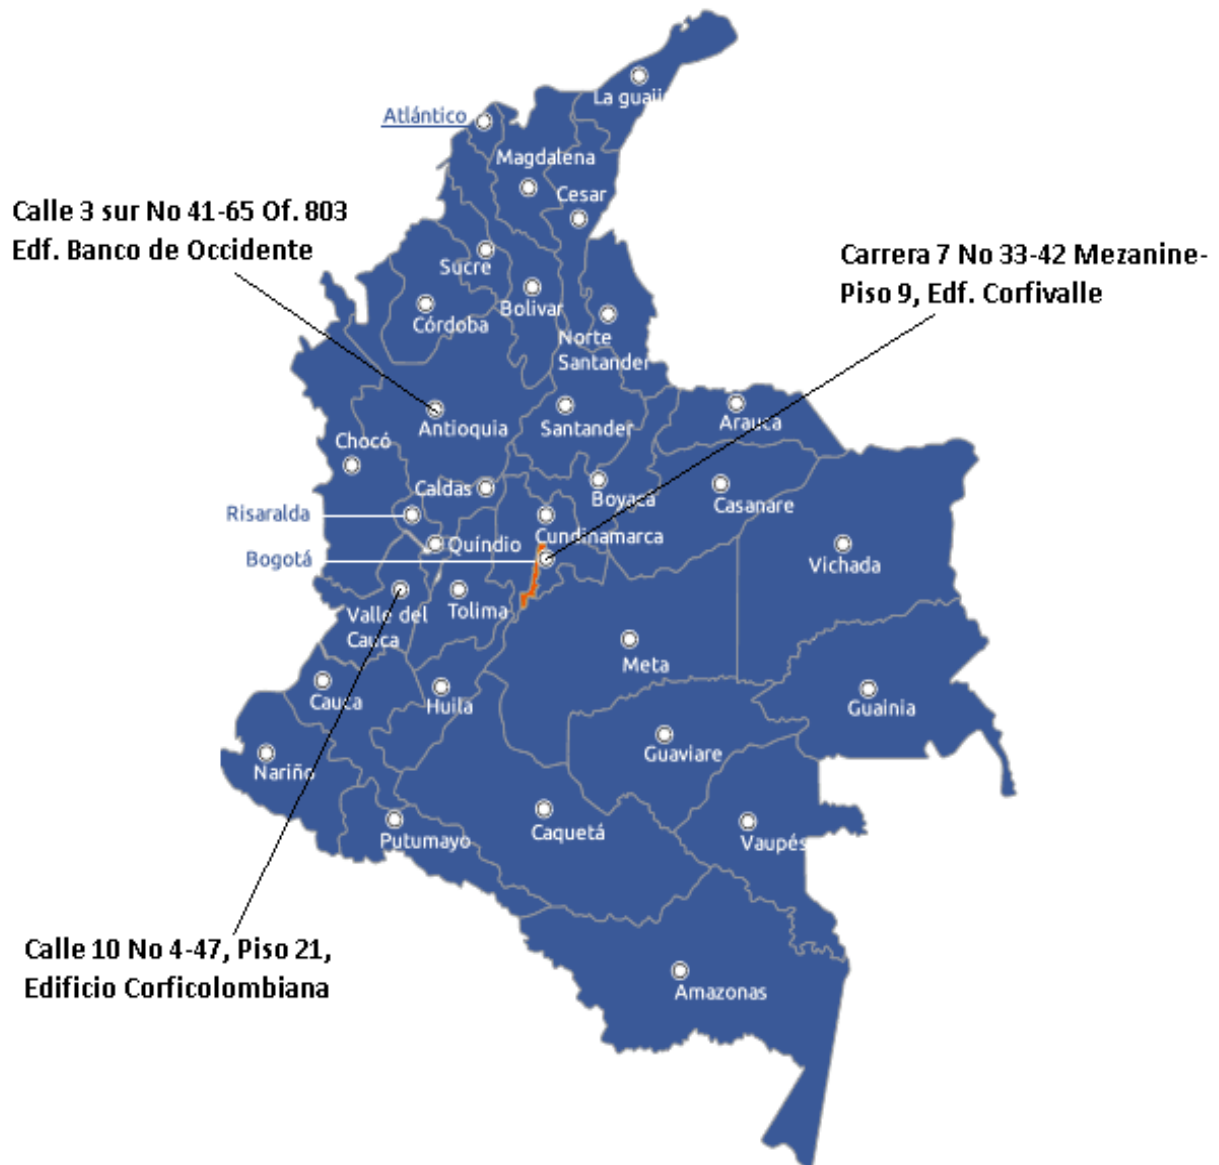 La guaji
Atlántico
Magdalena
Cesar
Calle 3 sur No 41-65 Of. 803
Edf. Banco de Occidente
Carrera 7 No 33-42 Mezanine-
Piso 9, Edf. Corfivalle
Sucre
Bolivar
Córdoba
Norte
Santander
Antioquia
Santander
Arauca
Chocó
Caldas
Boyaca
Casanare
Risaralda
Cundinamarca
Quíndio
Bogotá
Vichada
Valle del
Cauca
Tolima
Meta
Cauca
Huila
Guainia
Guaviare
Nariño
Caquetá
Putumayo
Vaupés
Calle 10 No 4-47, Piso 21,
Edificio Corficolombiana
Amazonas